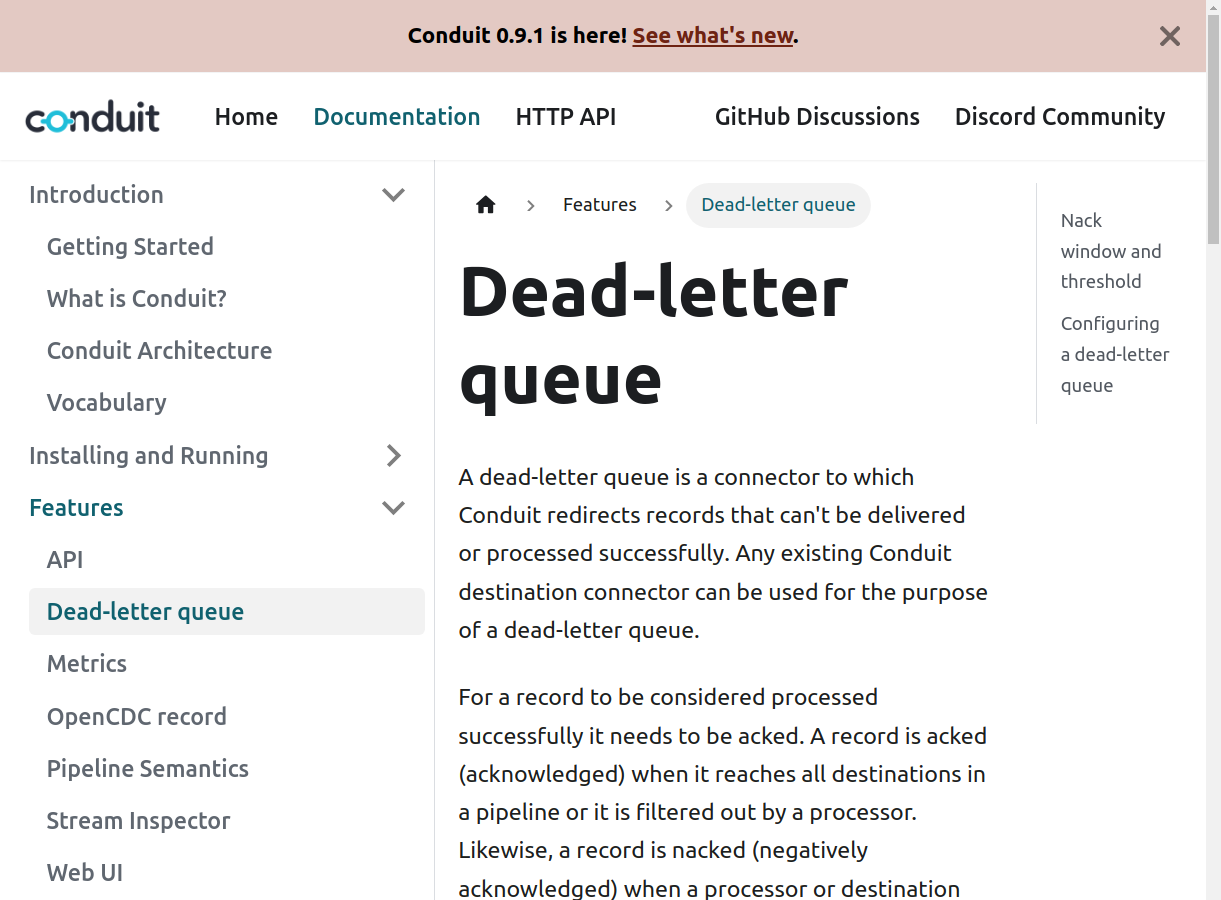 Conduit 0.9.1 is here! See what's new.
conduit
Home
Documentation
HTTP API
GitHub Discussions
Discord Community
Introduction
Getting Started
What is Conduit?
Conduit Architecture
Vocabulary
Installing and Running
Features
API
Dead-letter queue
Metrics
OpenCDC record
Pipeline Semantics
Stream Inspector
Web UI
Features
Dead-letter queue
Dead-letter
queue
A dead-letter queue is a connector to which
Conduit redirects records that can't be delivered
or processed successfully. Any existing Conduit
destination connector can be used for the purpose
of a dead-letter queue.
For a record to be considered processed
successfully it needs to be acked. A record is acked
(acknowledged) when it reaches all destinations in
a pipeline or it is filtered out by a processor.
Likewise, a record is nacked (negatively
acknowledged) when a processor or destination
Nack
window and
threshold
Configuring
a dead-letter
queue